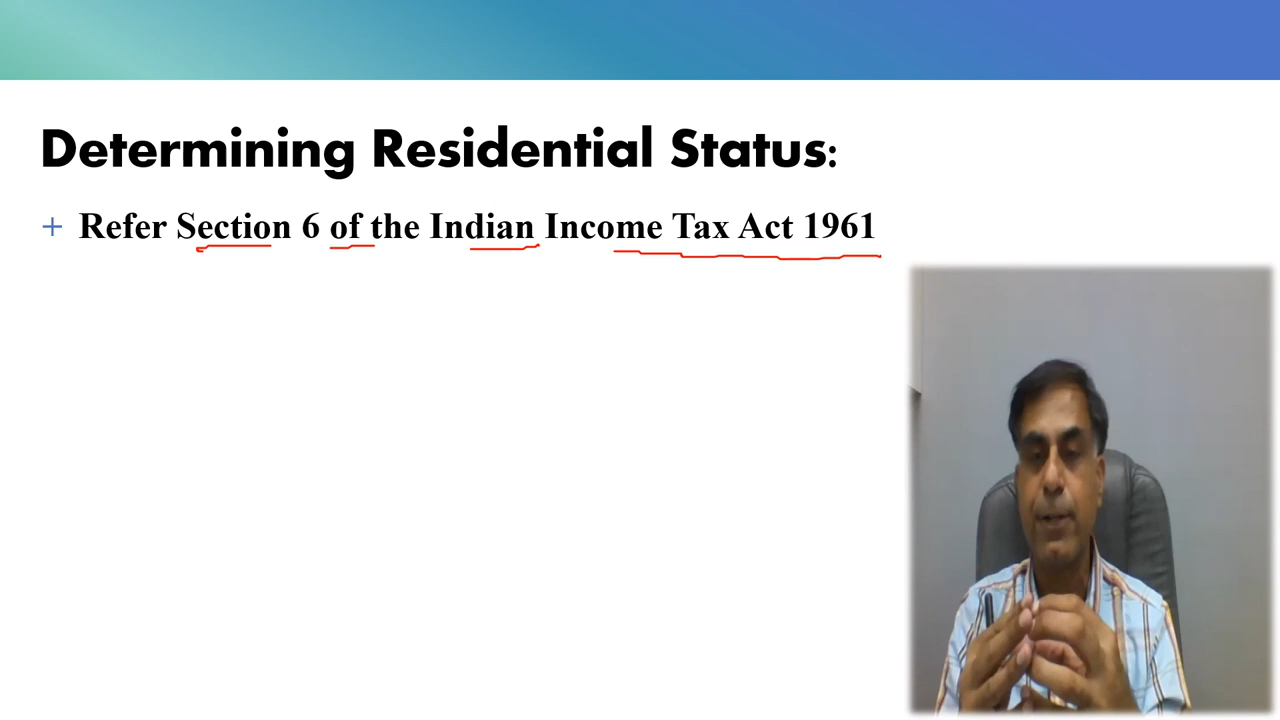 Determining Residential Status:
+ Refer Section 6 of the Indian Income Tax Act 1961